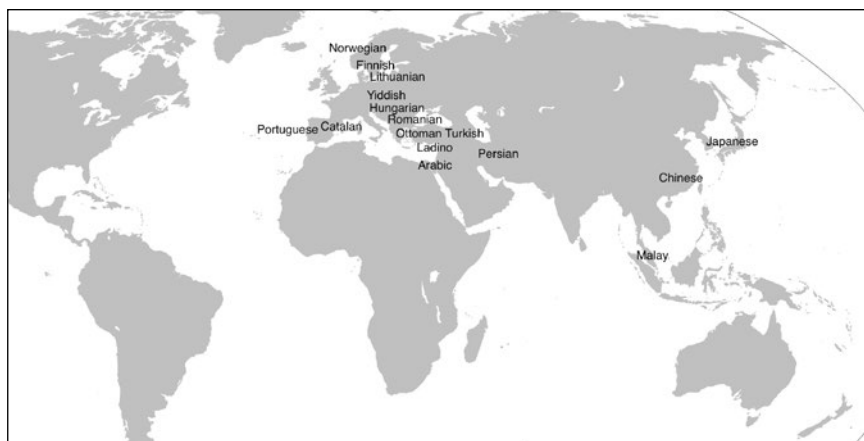 Norwegian
Finnish
Lithuanian
Yiddish
Hungarian
Romanian
Portuguese
Catalan
Ottoman Turkish
Japanese
Ladino
Persian
Arabic
Chinese
Malay